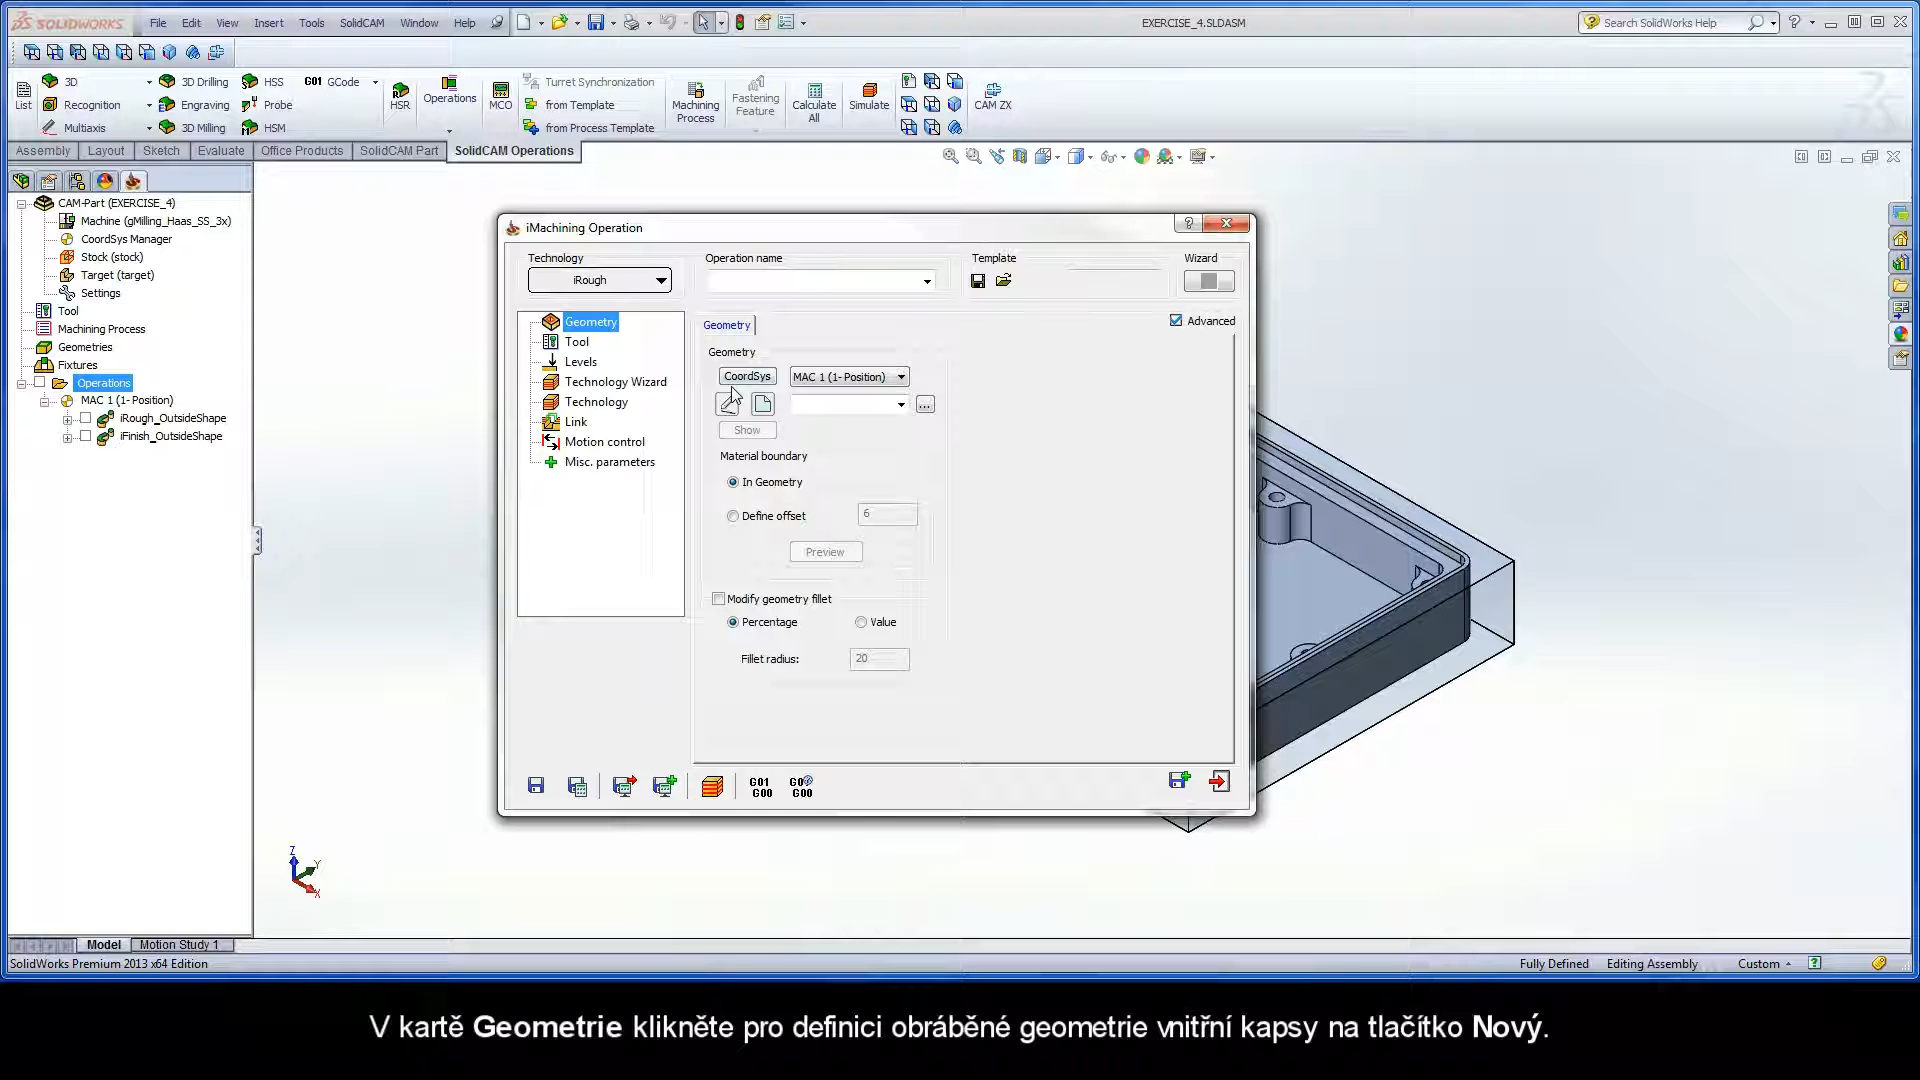 SOLIDWORKS File Edit View Insert Tools SolidCAM Window Help EXERCISE_4.SLDASM Search SolidWorks Help
3D 3D Drilling HSS G01 GCode Turret Synchronization
Recognition Engraving Probe from Template
Multiaxis 3D Milling HSM from Process Template
List HSR Operations MCO Machining Process Fastening Feature Calculate All Simulate CAM ZX
Assembly Layout Sketch Evaluate Office Products SolidCAM Part SolidCAM Operations
CAM-Part (EXERCISE_4)
Machine (gMilling_Haas_SS_3x)
CoordSys Manager
Stock (stock)
Target (target)
Settings
Tool
Machining Process
Geometries
Fixtures
Operations
MAC 1 (1- Position)
iRough_OutsideShape
iFinish_OutsideShape
iMachining Operation
Technology Operation name Template Wizard
iRough
Geometry
Tool
Levels
Technology Wizard
Technology
Link
Motion control
Misc. parameters
Geometry Advanced
Geometry
CoordSys MAC 1 (1- Position)
...
Show
Material boundary
In Geometry
Define offset 6
Preview
Modify geometry fillet
Percentage Value
Fillet radius: 20
G01
G00
G0
G00
Z
Y
X
Model Motion Study 1
SolidWorks Premium 2013 x64 Edition Fully Defined Editing Assembly Custom
V kartě Geometrie klikněte pro definici obráběné geometrie vnitřní kapsy na tlačítko Nový.